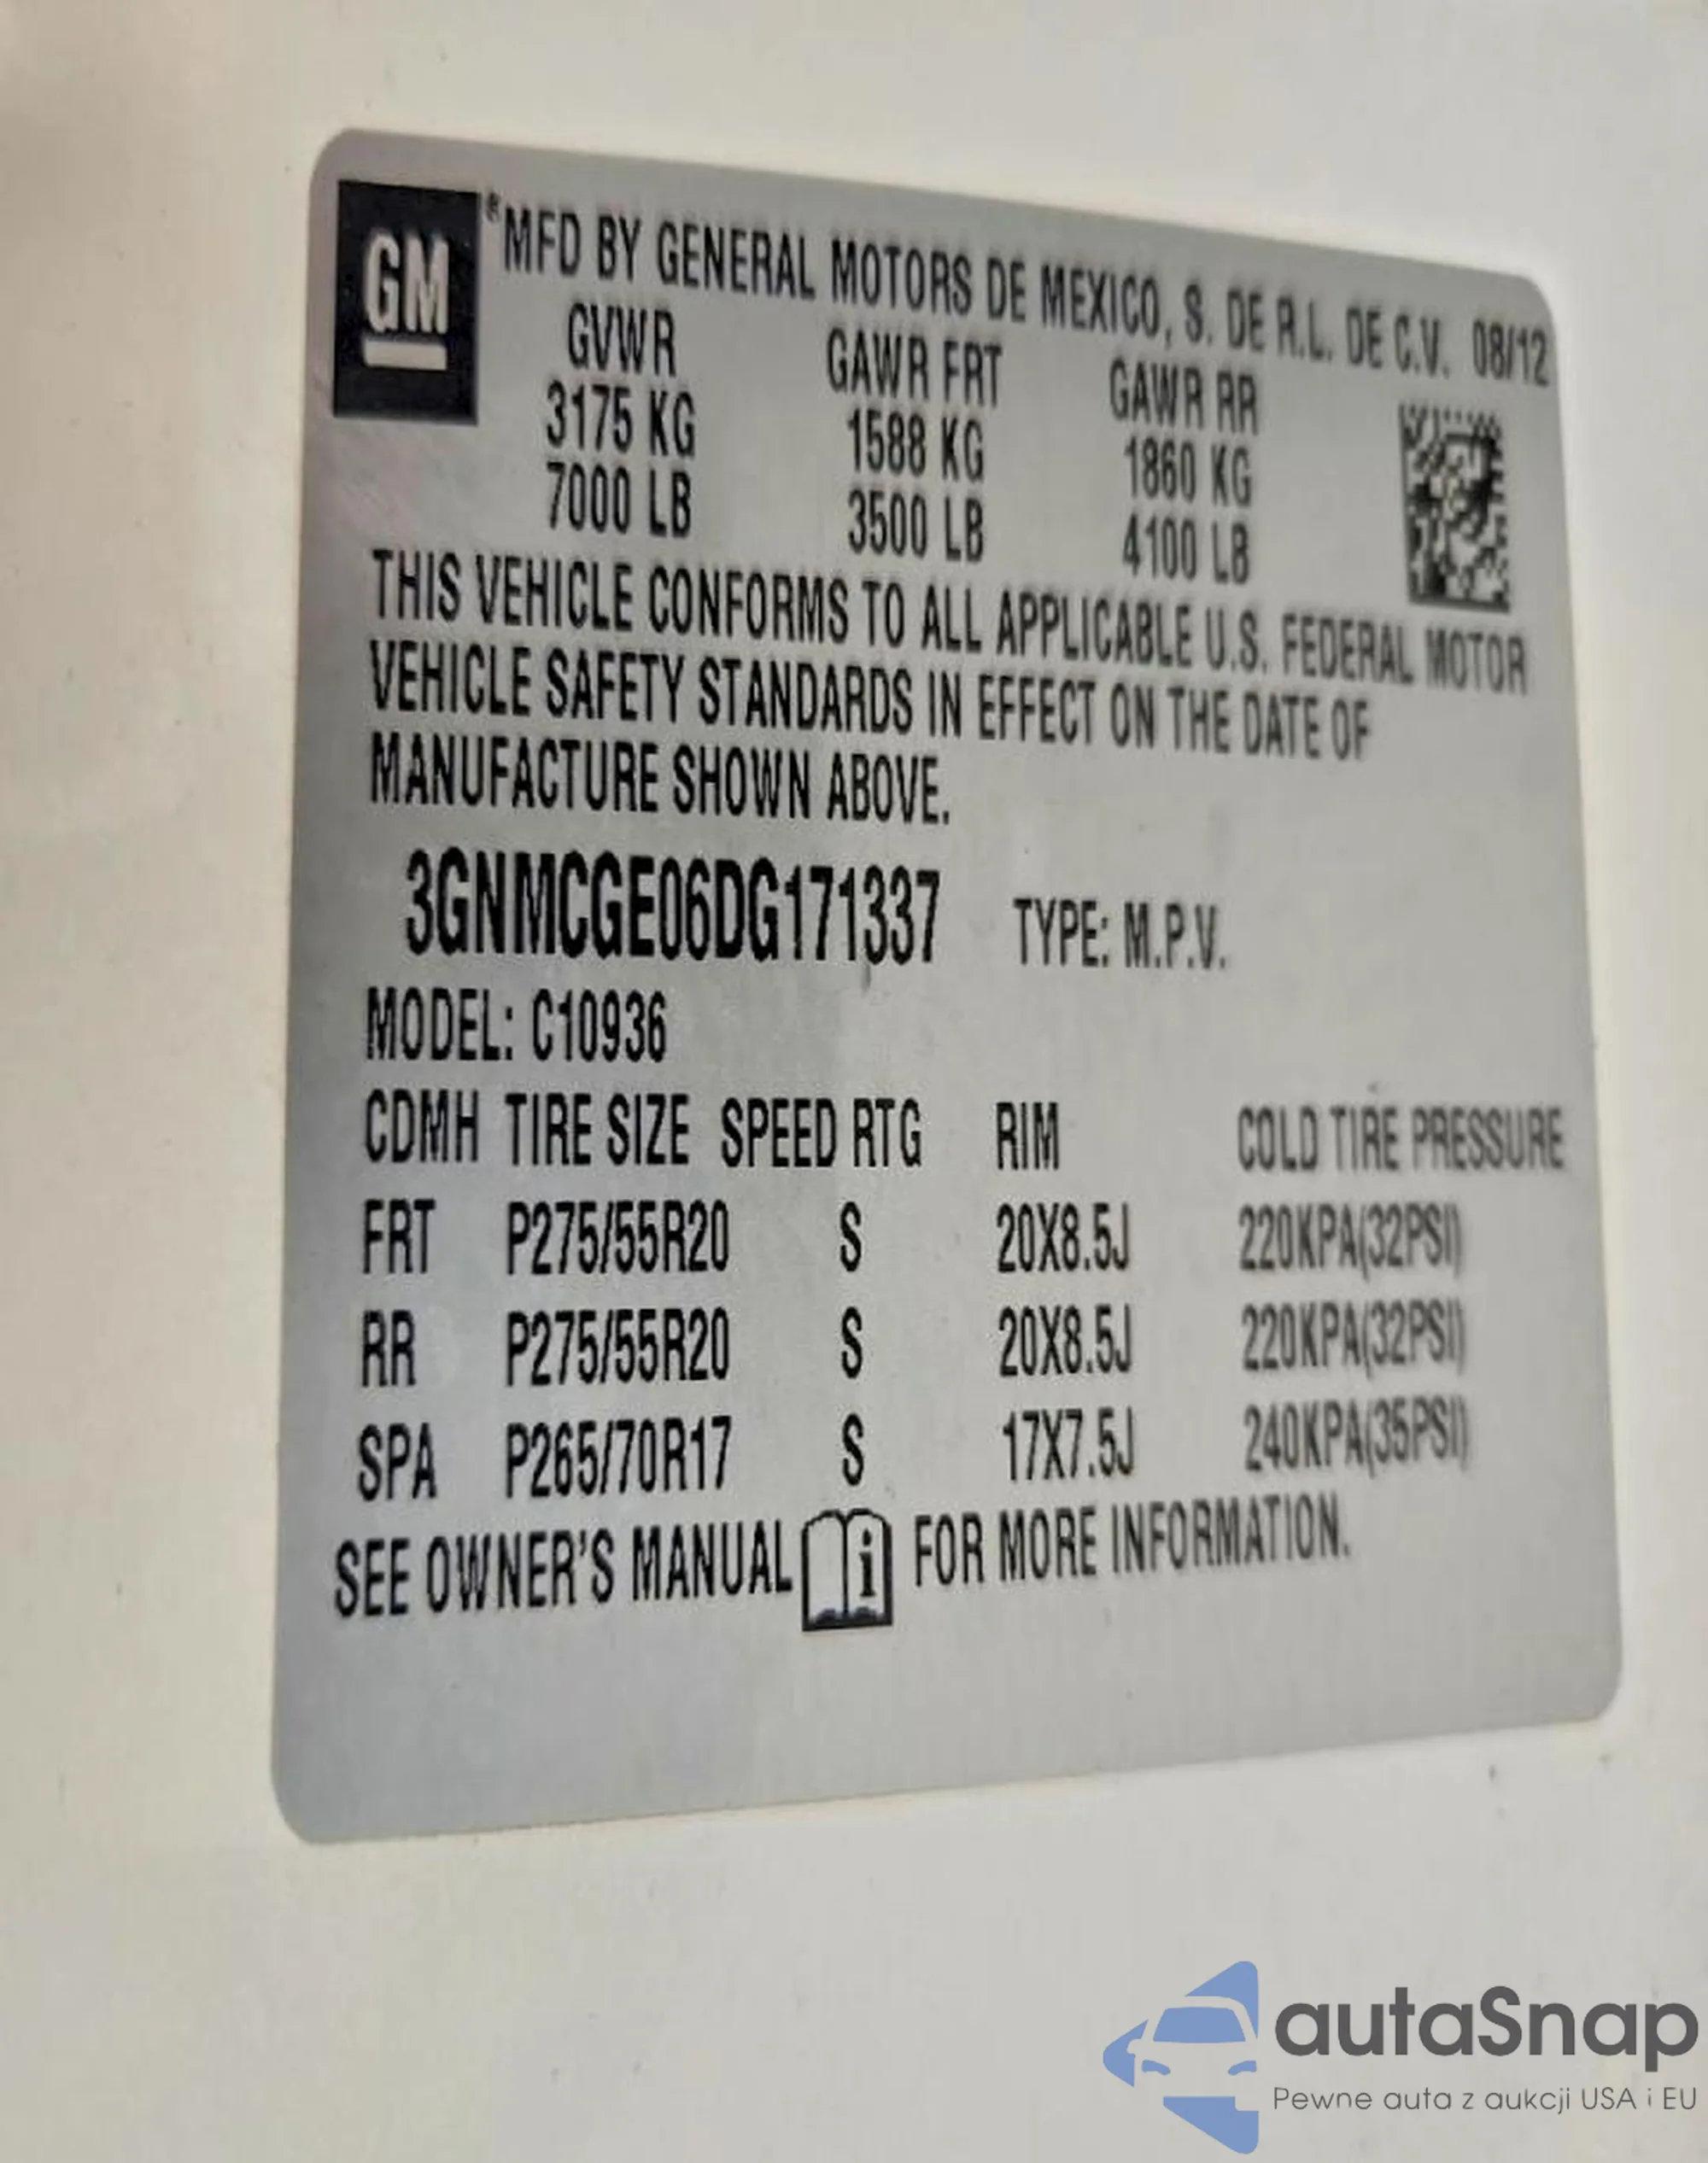 GM
®MFD BY GENERAL MOTORS DE MEXICO, S. DE R.L. DE C.V. 08/12
GVWR GAWR FRT GAWR RR
3175 KG 1588 KG 1860 KG
7000 LB 3500 LB 4100 LB
THIS VEHICLE CONFORMS TO ALL APPLICABLE U.S. FEDERAL MOTOR
VEHICLE SAFETY STANDARDS IN EFFECT ON THE DATE OF
MANUFACTURE SHOWN ABOVE.
3GNMCGE06DG171337 TYPE: M.P.V.
MODEL: C10936
CDMH TIRE SIZE SPEED RTG RIM COLD TIRE PRESSURE
FRT P275/55R20 S 20X8.5J 220KPA(32PSI)
RR P275/55R20 S 20X8.5J 220KPA(32PSI)
SPA P265/70R17 S 17X7.5J 240KPA(35PSI)
SEE OWNER'S MANUAL i FOR MORE INFORMATION.
autaSnap
Pewne auta z aukcji USA i EU